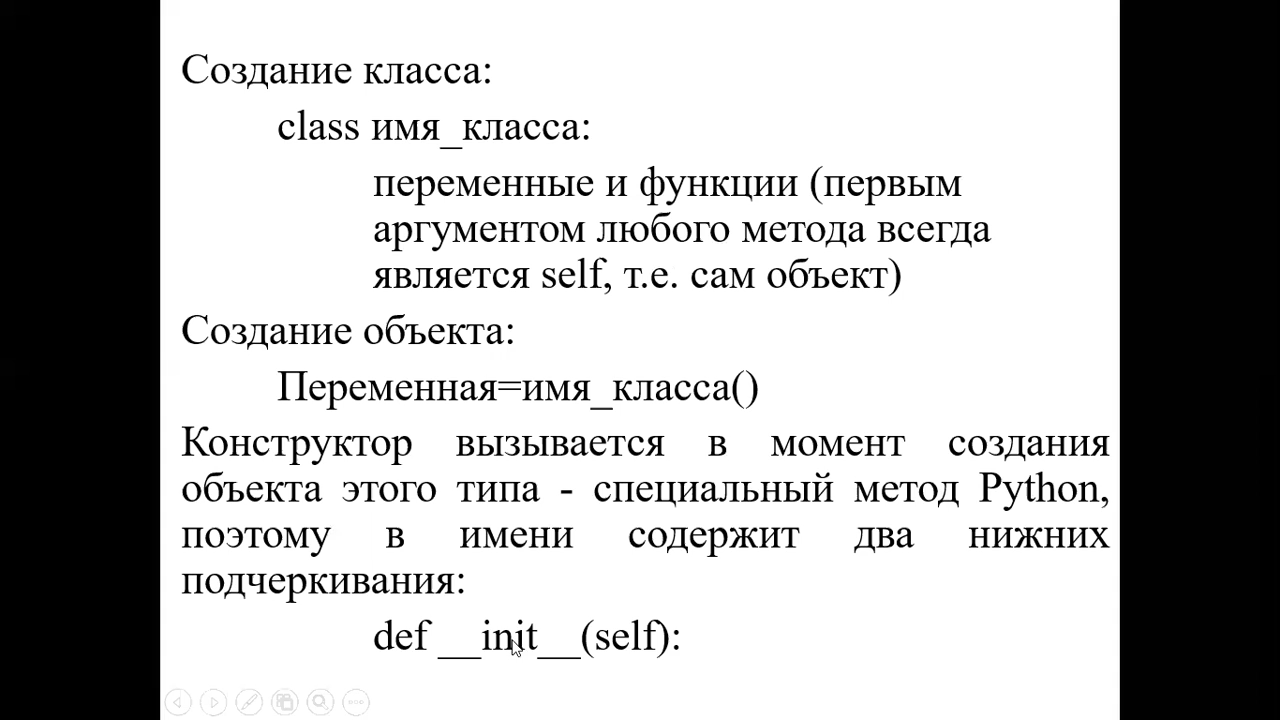 Создание класса:
class имя_класса:
переменные и функции (первым
аргументом любого метода всегда
является self, т.е. сам объект)
Создание объекта:
Переменная=имя_класса()
Конструктор вызывается в момент создания
объекта этого типа - специальный метод Python,
поэтому в имени содержит два нижних
подчеркивания:
def __init__(self):